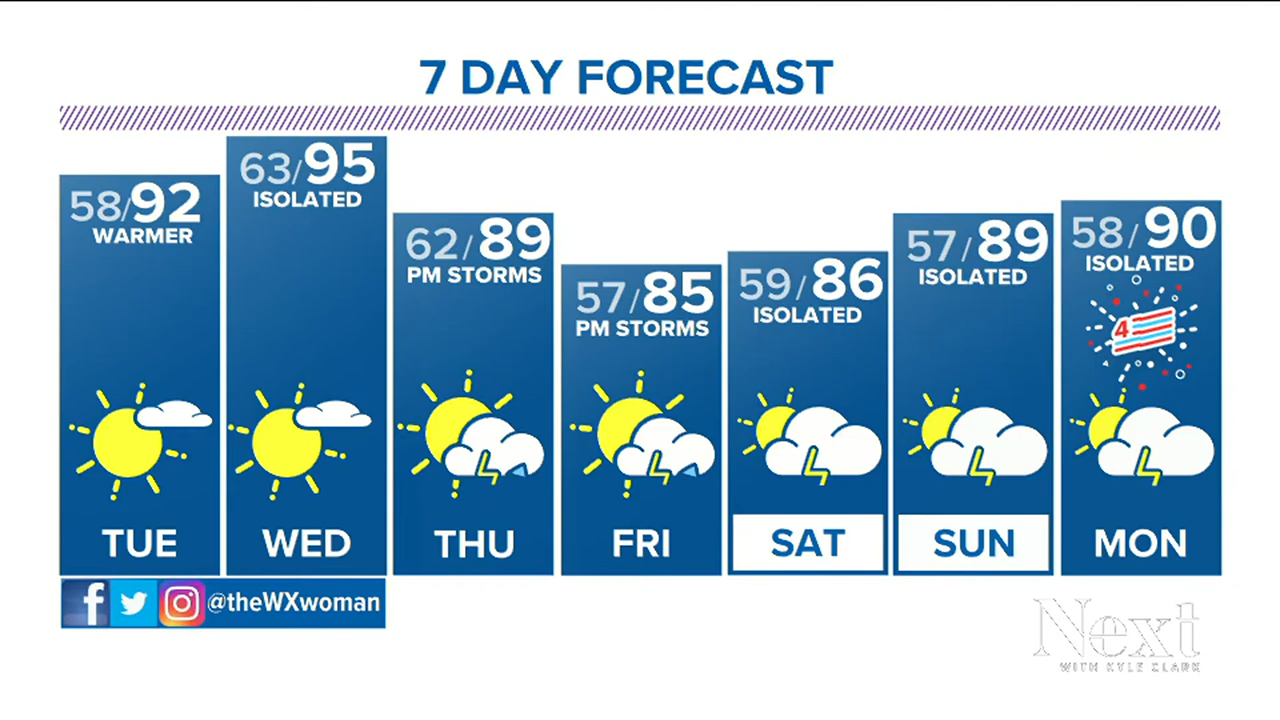 7 DAY FORECAST
58/92
WARMER
TUE
63/95
ISOLATED
WED
62/89
PM STORMS
THU
57/85
PM STORMS
FRI
59/86
ISOLATED
SAT
57/89
ISOLATED
SUN
58/90
ISOLATED
4
MON
@theWXwoman
Next
WITH KYLE CLARK